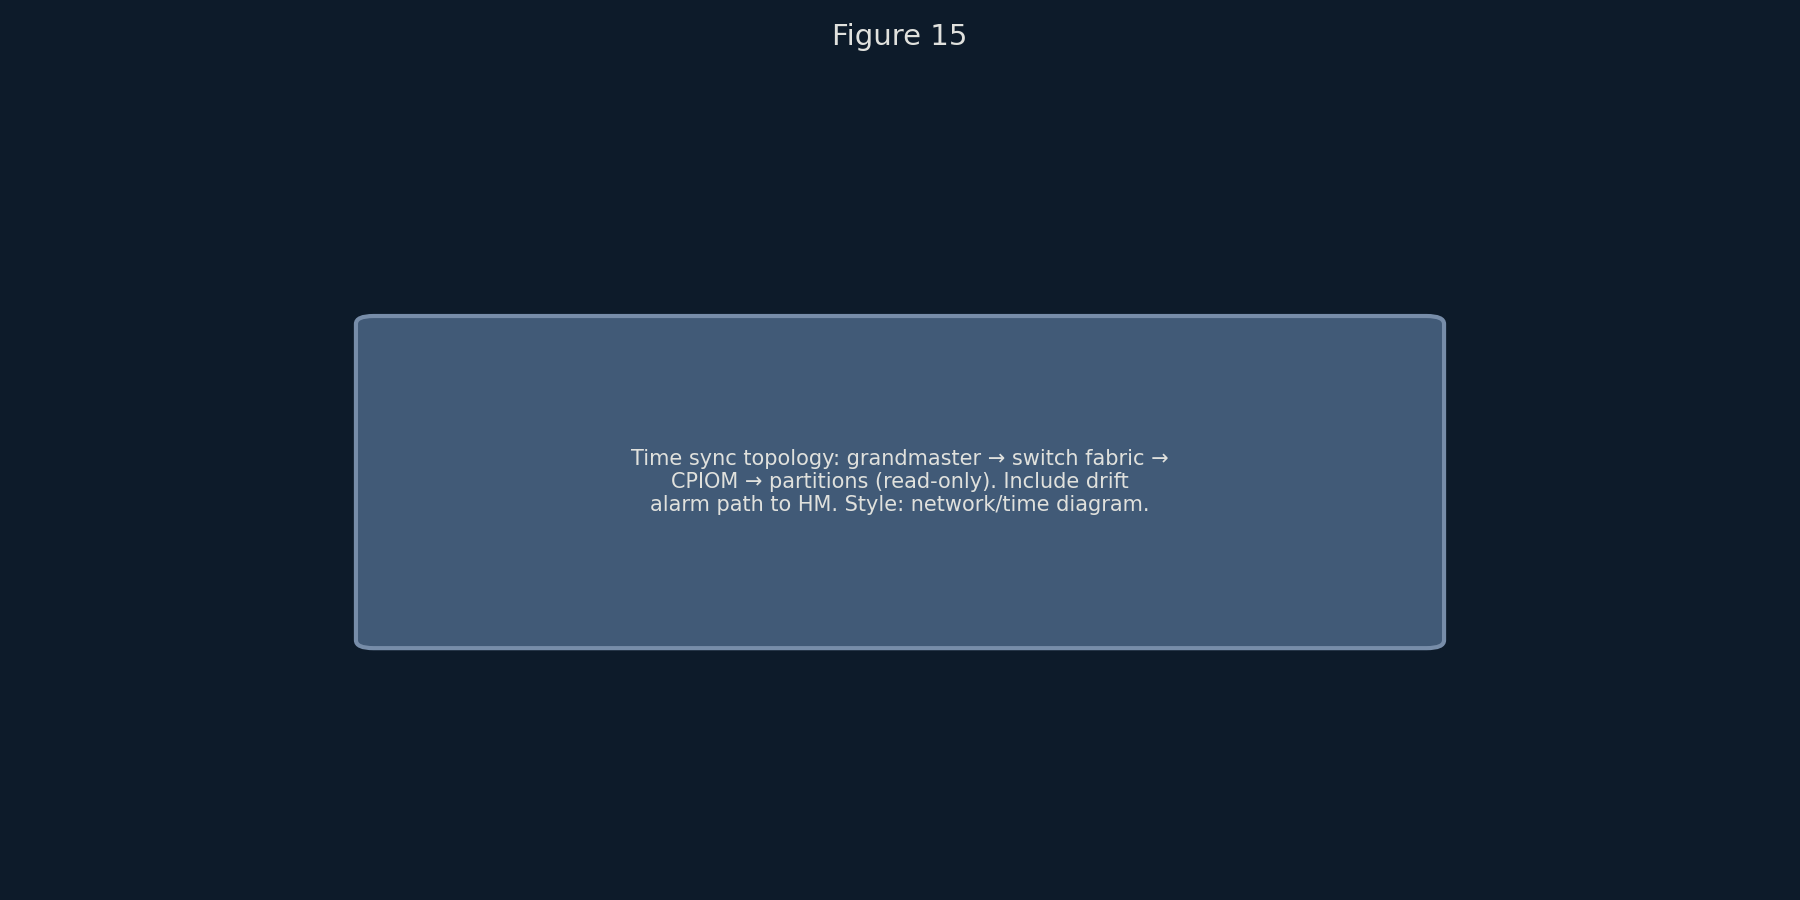 Figure 15
Time sync topology: grandmaster → switch fabric →
CPIOM → partitions (read-only). Include drift
alarm path to HM. Style: network/time diagram.